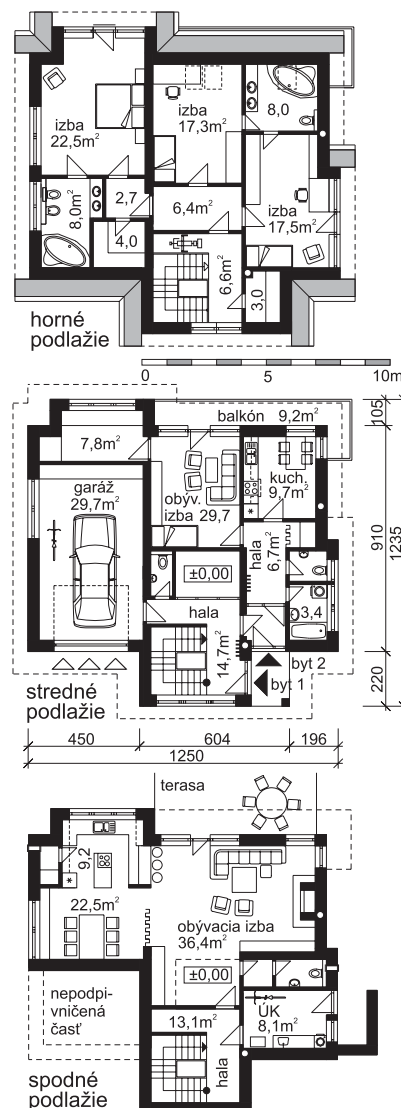 izba
22,5m²
izba
17,3m²
8,0
8,0m²
2,7
4,0
6,4m²
izba
17,5m²
6,6m²
3,0
horné
podlažie
0
5
10m
balkón 9,2m²
7,8m²
garáž
29,7m²
obýv.
izba 29,7
kuch.
9,7m²
hala
6,7m²
±0,00
hala
3,4
14,7m²
byt 2
byt 1
stredné
podlažie
105
910
220
1235
450
604
196
1250
terasa
9,2
22,5m²
obývacia izba
36,4m²
±0,00
nepodpi-
vničená
časť
13,1m²
hala
ÚK
8,1m²
spodné
podlažie